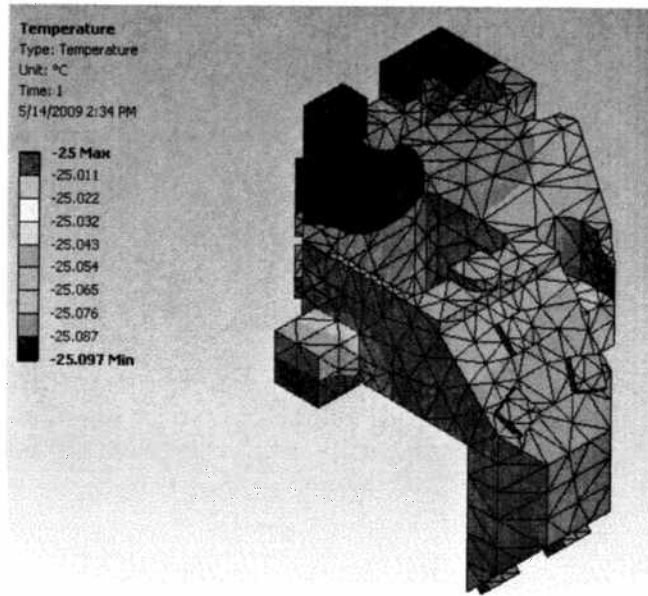 Temperature
Type: Temperature
Unit: °C
Time: 1
5/14/2009 2:34 PM
-25 Max
-25.011
-25.022
-25.032
-25.043
-25.054
-25.065
-25.076
-25.087
-25.097 Min